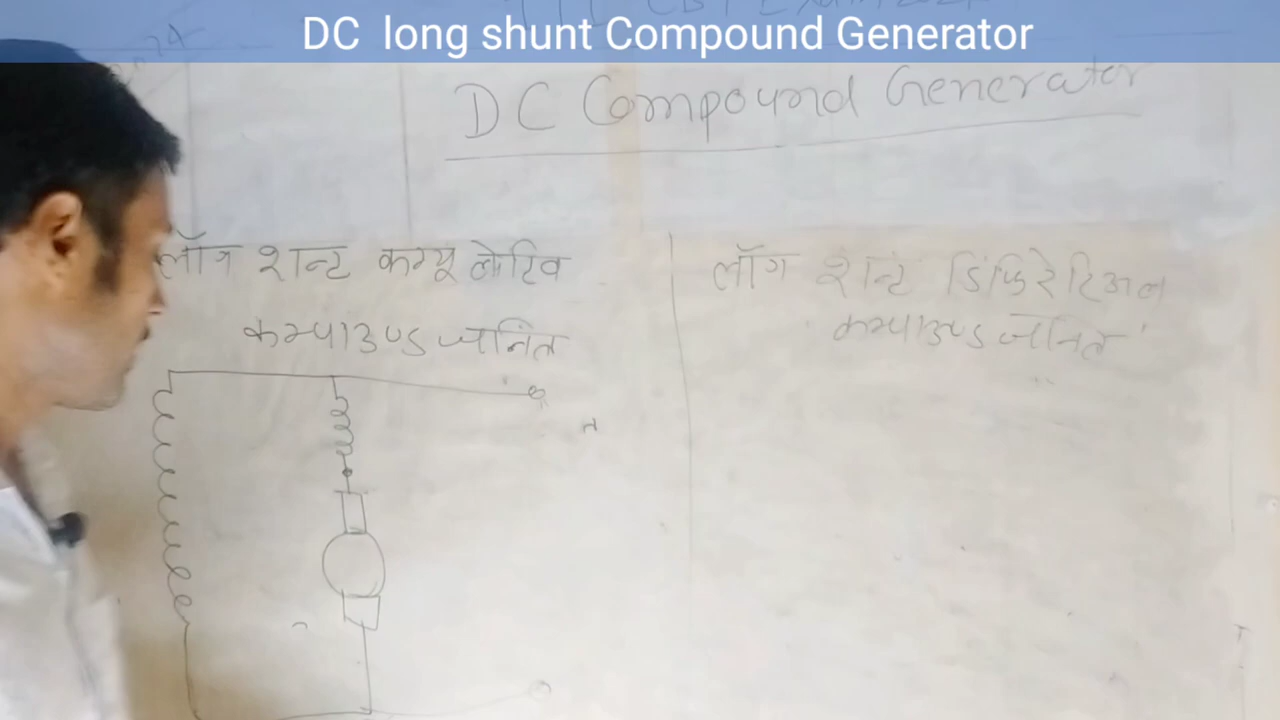 DC long shunt Compound Generator
DC Compound Generator
लॉग शन्ट कम्यूलेटिव
कम्पाउण्ड जनित्र
लॉग शन्ट डिफिरेंटिअल
कम्पाउण्ड जनित्र